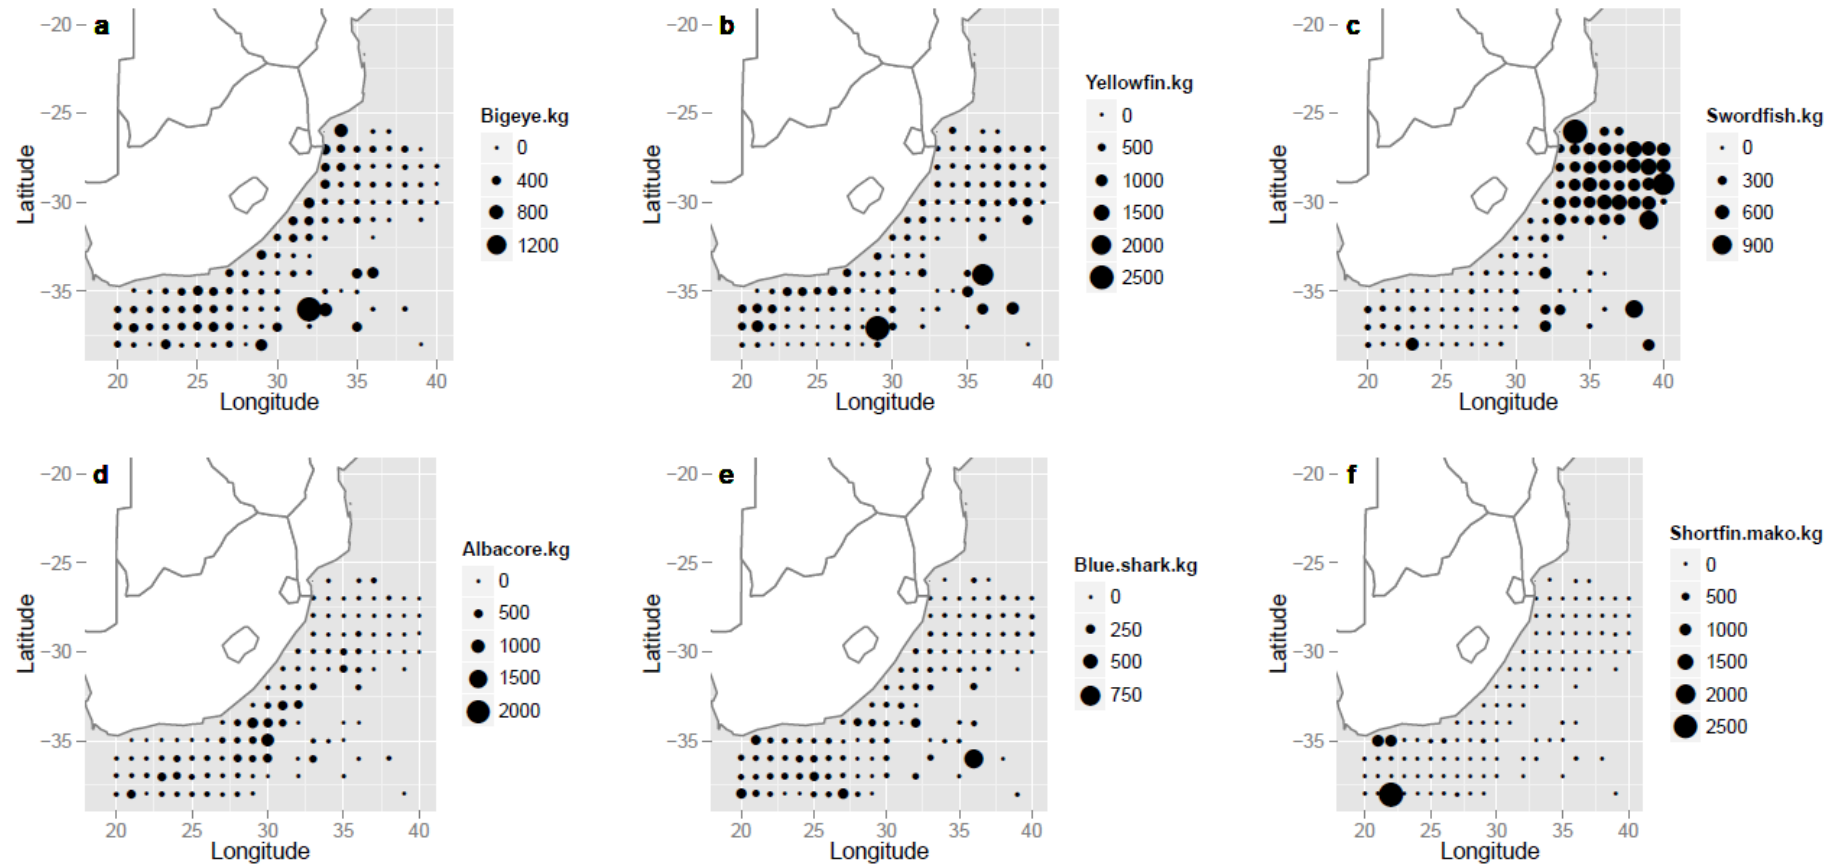 a
−20
−25
−30
−35
Latitude
20 25 30 35 40
Longitude
Bigeye.kg
0
400
800
1200
b
−20
−25
−30
−35
Latitude
20 25 30 35 40
Longitude
Yellowfin.kg
0
500
1000
1500
2000
2500
c
−20
−25
−30
−35
Latitude
20 25 30 35 40
Longitude
Swordfish.kg
0
300
600
900
d
−20
−25
−30
−35
Latitude
20 25 30 35 40
Longitude
Albacore.kg
0
500
1000
1500
2000
e
−20
−25
−30
−35
Latitude
20 25 30 35 40
Longitude
Blue.shark.kg
0
250
500
750
f
−20
−25
−30
−35
Latitude
20 25 30 35 40
Longitude
Shortfin.mako.kg
0
500
1000
1500
2000
2500